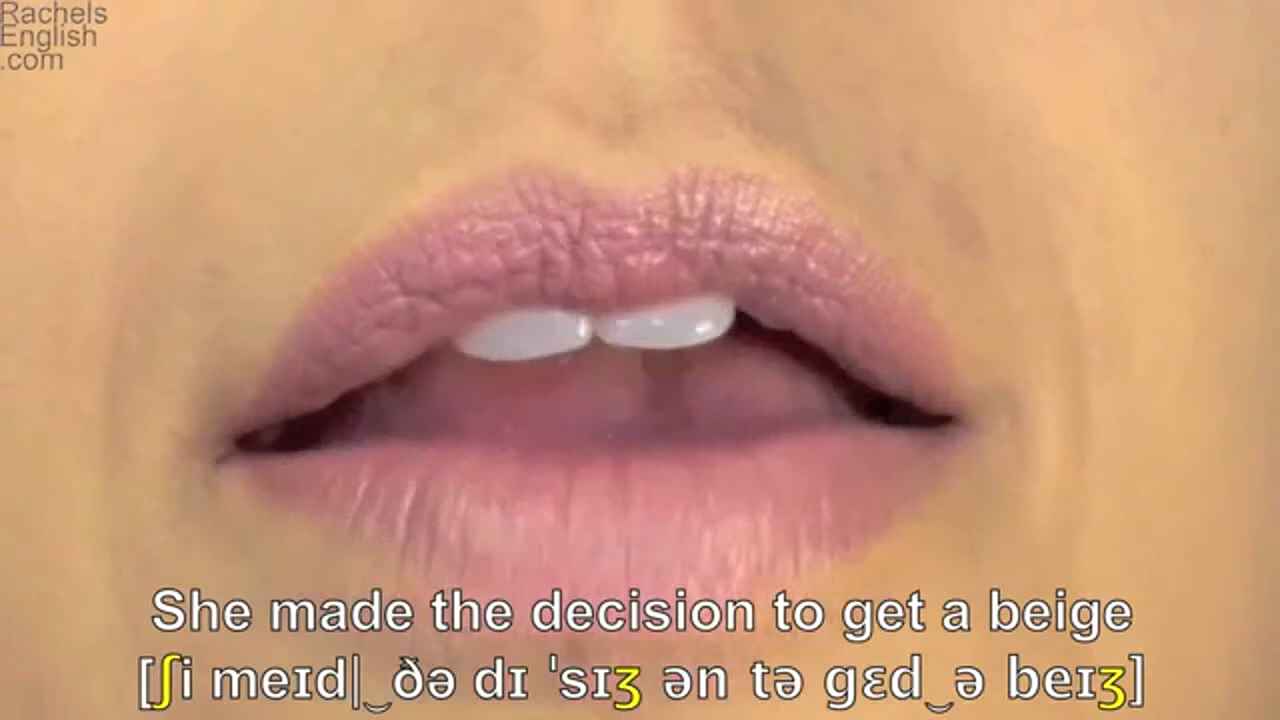 Rachels
English
.com
She made the decision to get a beige
[ʃi meɪd|‿ðə dɪ ˈsɪʒ ən tə gɛd‿ə beɪʒ]